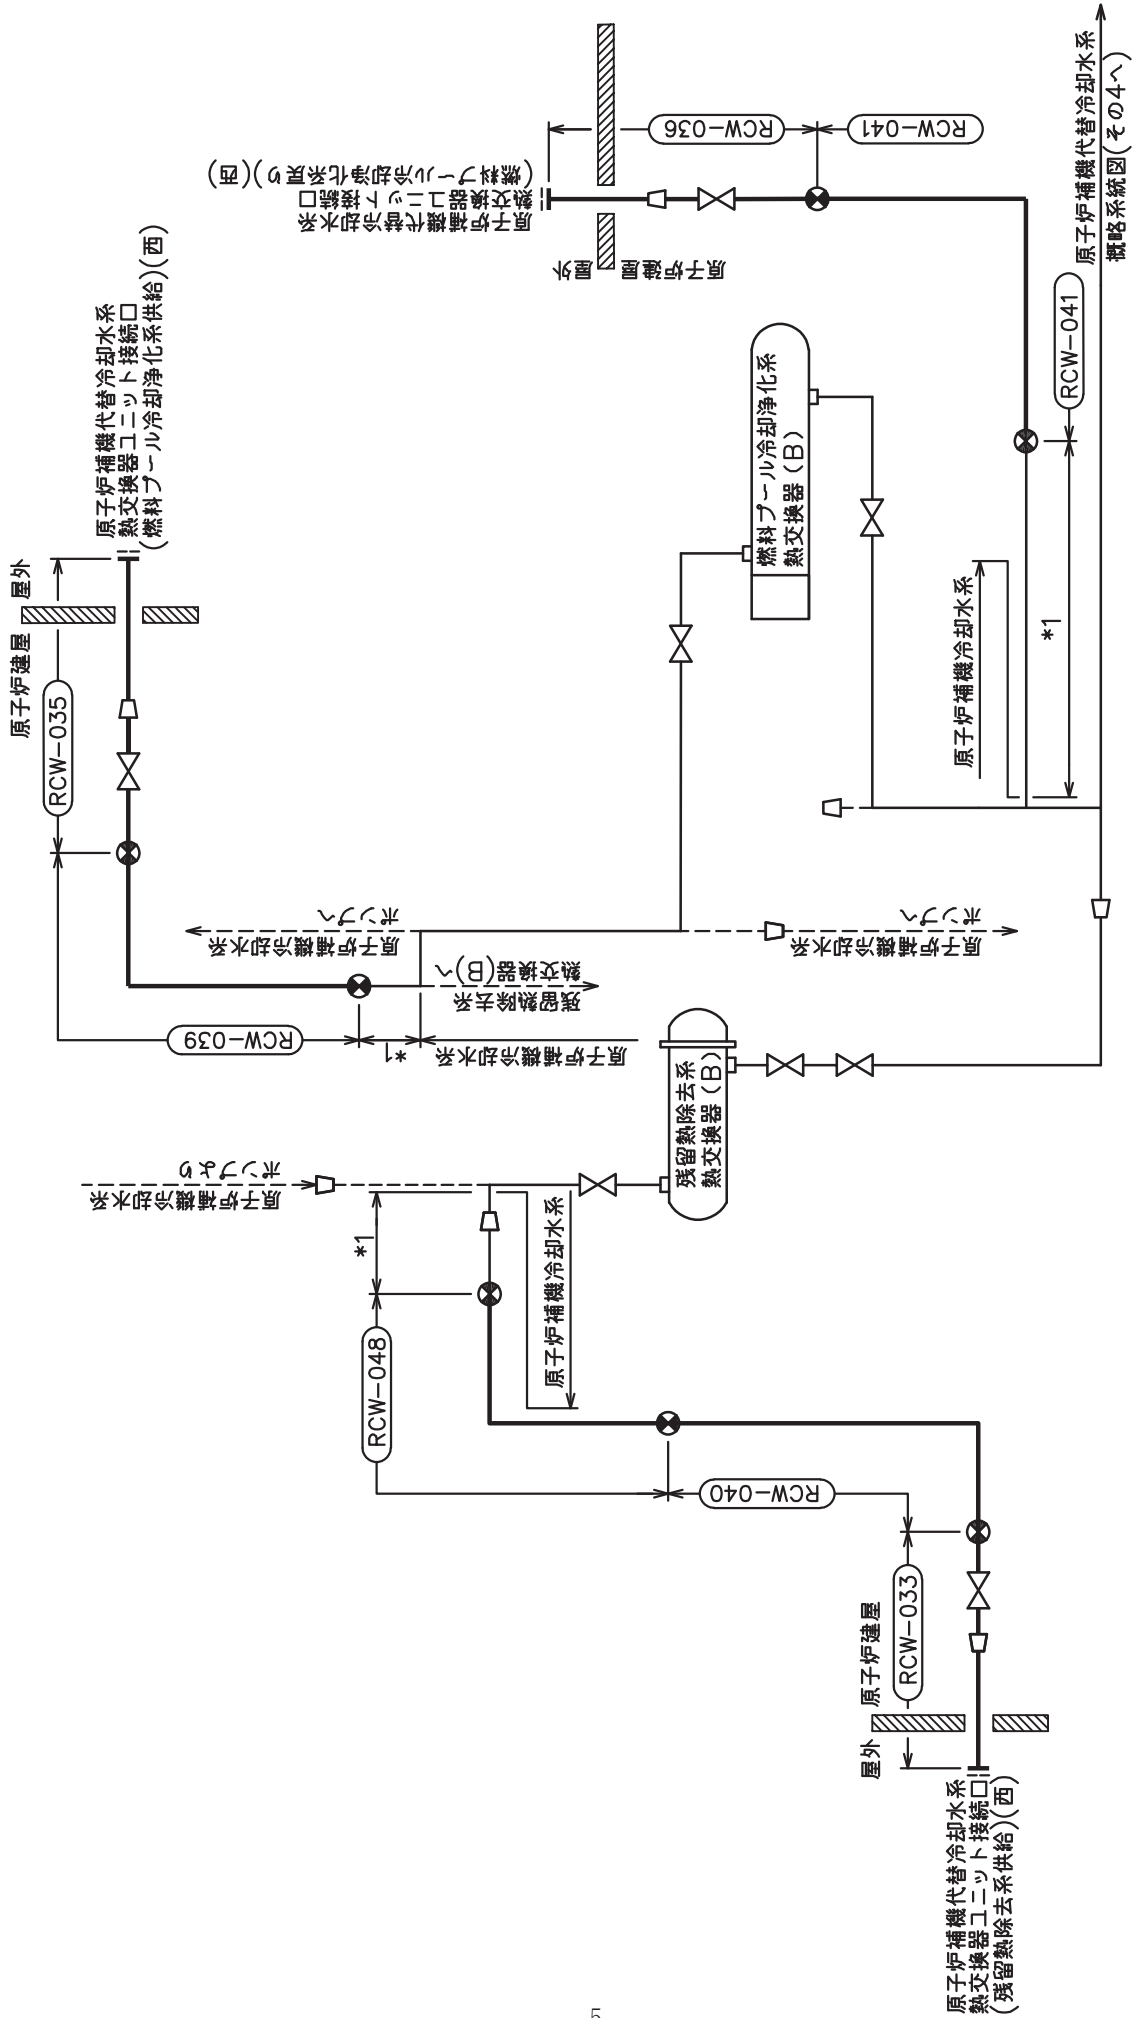 原子炉補機代替冷却水系
熱交換器ユニット接続口
(燃料プール冷却浄化系供給)(西)
原子炉建屋
屋外
RCW-035
原子炉補機代替冷却水系
熱交換器ユニット接続口
(燃料プール冷却浄化系戻り)(西)
屋外
原子炉建屋
RCW-036
RCW-041
原子炉補機代替冷却水系
概略系統図(その4へ)
RCW-041
燃料プール冷却浄化系
熱交換器(B)
原子炉補機冷却水系
*1
原子炉補機冷却水系
ポンプへ
原子炉補機冷却水系
ポンプへ
残留熱除去系
熱交換器(B)へ
RCW-039
*1
原子炉補機冷却水系
残留熱除去系
熱交換器(B)
原子炉補機冷却水系
ポンプより
*1
原子炉補機冷却水系
RCW-048
RCW-040
RCW-033
原子炉建屋
屋外
原子炉補機代替冷却水系
熱交換器ユニット接続口
(残留熱除去系供給)(西)
5